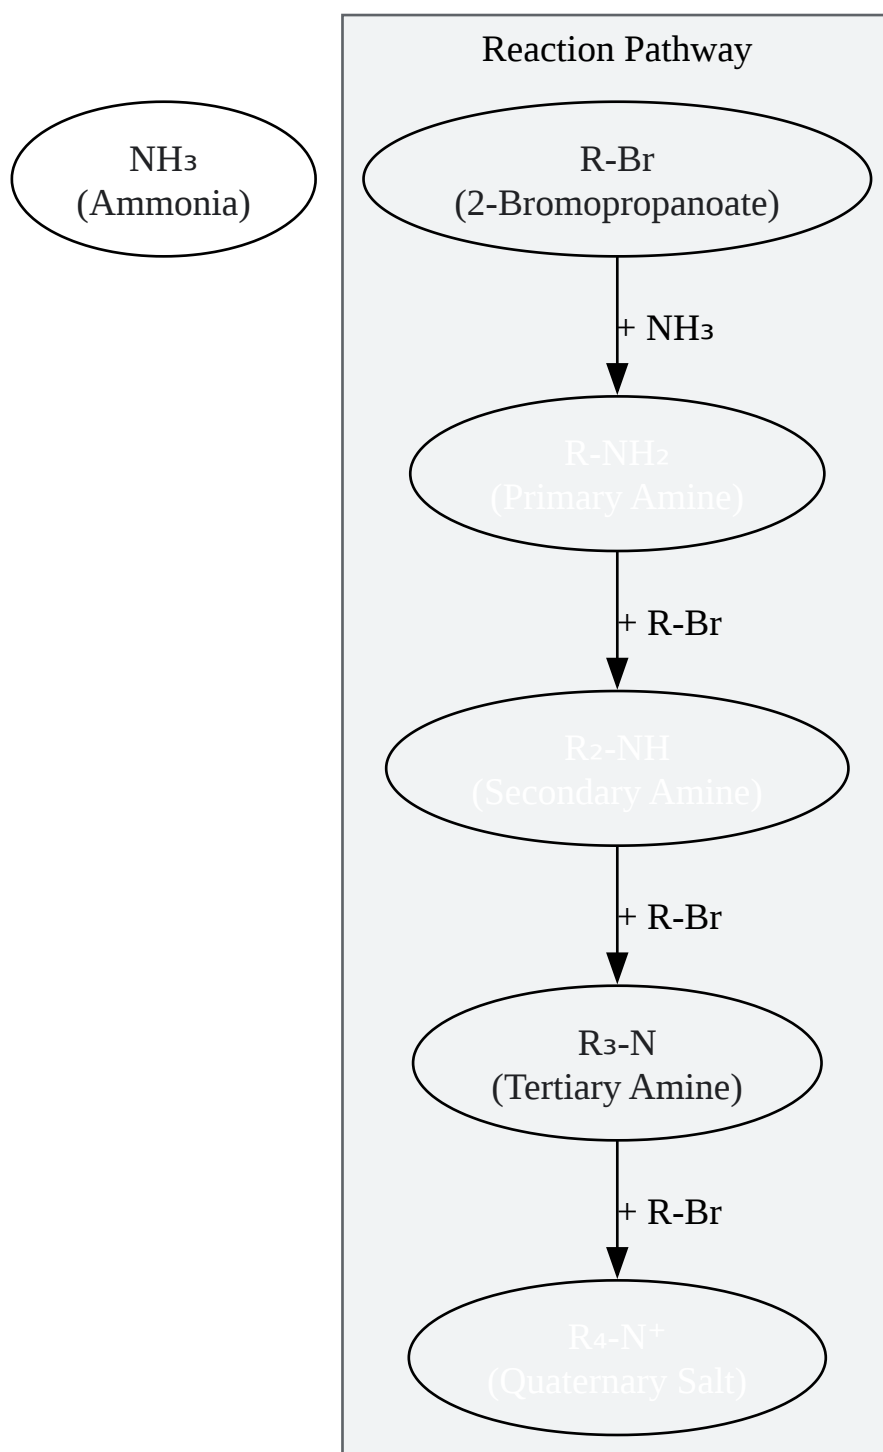 Reaction Pathway
NH₃
(Ammonia)
R-Br
(2-Bromopropanoate)
+ NH₃
R-NH₂
(Primary Amine)
+ R-Br
R₂-NH
(Secondary Amine)
+ R-Br
R₃-N
(Tertiary Amine)
+ R-Br
R₄-N⁺
(Quaternary Salt)